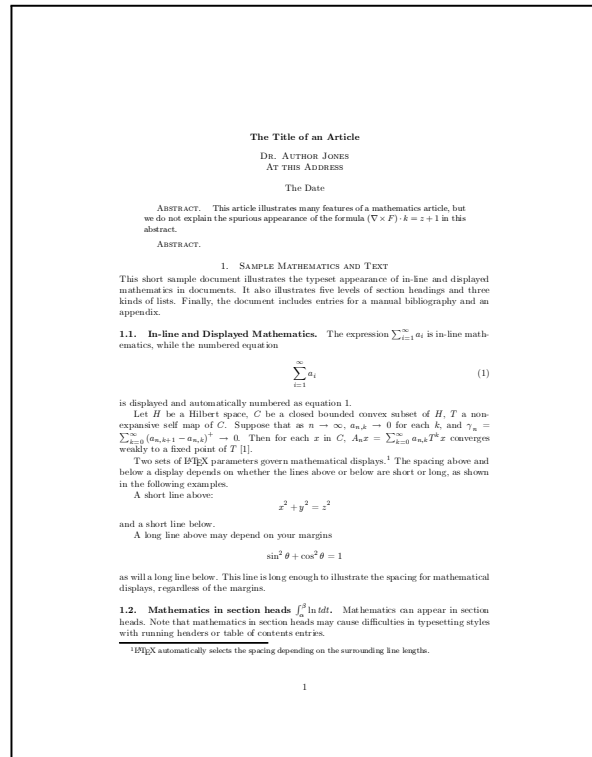 The Title of an Article
Dr. Author Jones
At this Address
The Date
Abstract. This article illustrates many features of a mathematics article, but
we do not explain the spurious appearance of the formula (∇ × F) · k = z + 1 in this
abstract.
Abstract.
1. Sample Mathematics and Text
This short sample document illustrates the typeset appearance of in-line and displayed
mathematics in documents. It also illustrates five levels of section headings and three
kinds of lists. Finally, the document includes entries for a manual bibliography and an
appendix.
1.1. In-line and Displayed Mathematics. The expression ∑_{i=1}^{∞} a_i is in-line math-
ematics, while the numbered equation
∑_{i=1}^{∞} a_i (1)
is displayed and automatically numbered as equation 1.
Let H be a Hilbert space, C be a closed bounded convex subset of H, T a non-
expansive self map of C. Suppose that as n → ∞, a_{n,k} → 0 for each k, and γ_n =
∑_{k=0}^{∞} (a_{n,k+1} − a_{n,k})^+ → 0. Then for each x in C, A_n x = ∑_{k=0}^{∞} a_{n,k} T^k x converges
weakly to a fixed point of T [1].
Two sets of LATEX parameters govern mathematical displays.¹ The spacing above and
below a display depends on whether the lines above or below are short or long, as shown
in the following examples.
A short line above:
x² + y² = z²
and a short line below.
A long line above may depend on your margins
sin² θ + cos² θ = 1
as will a long line below. This line is long enough to illustrate the spacing for mathematical
displays, regardless of the margins.
1.2. Mathematics in section heads ∫_α^β ln tdt. Mathematics can appear in section
heads. Note that mathematics in section heads may cause difficulties in typesetting styles
with running headers or table of contents entries.
¹LATEX automatically selects the spacing depending on the surrounding line lengths.
1